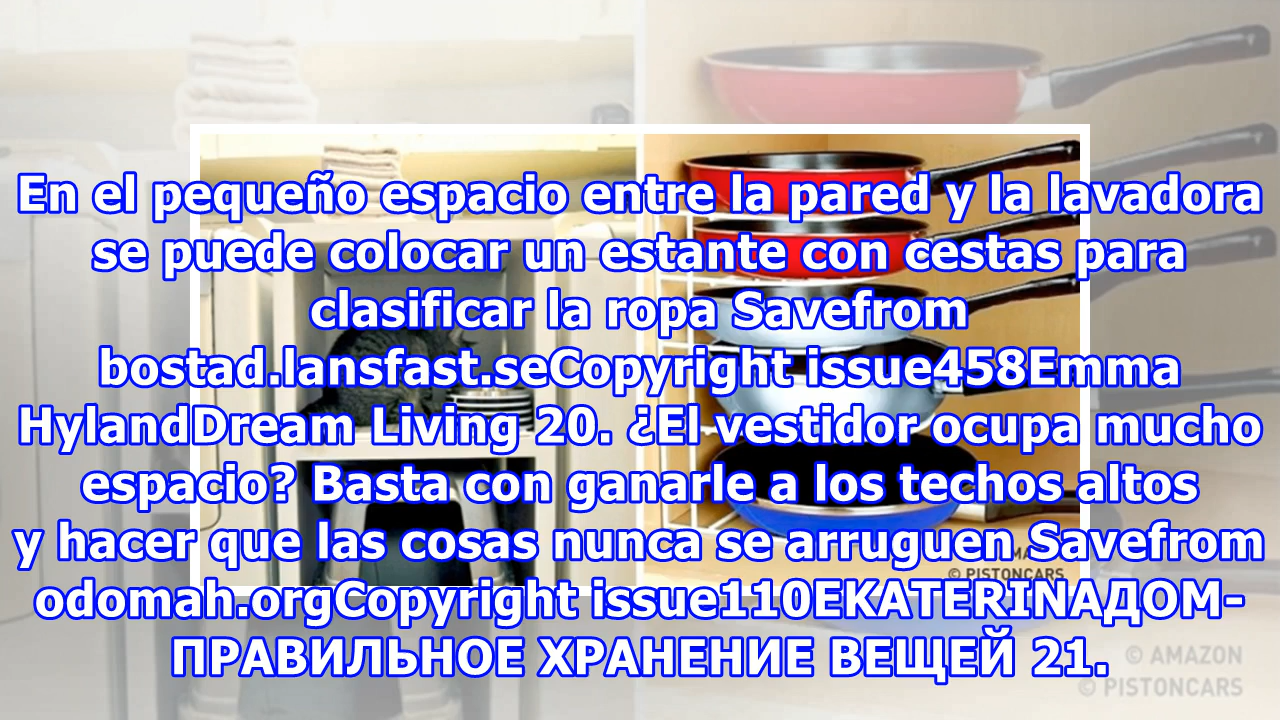 En el pequeño espacio entre la pared y la lavadora
se puede colocar un estante con cestas para
clasificar la ropa Savefrom
bostad.lansfast.seCopyright issue458Emma
HylandDream Living 20. ¿El vestidor ocupa mucho
espacio? Basta con ganarle a los techos altos
y hacer que las cosas nunca se arruguen Savefrom
odomah.orgCopyright issue110EKATERINAДОМ-
ПРАВИЛЬНОЕ ХРАНЕНИЕ ВЕЩЕЙ 21.
© PISTONCARS
© AMAZON
© PISTONCARS